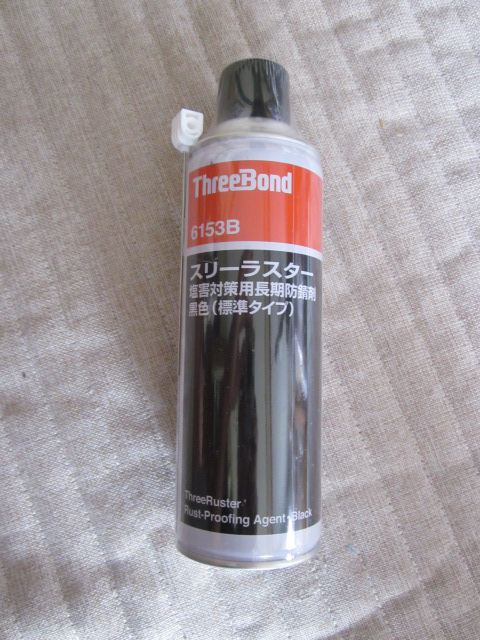 ThreeBond
6153B
スリーラスター
塩害対策用長期防錆剤
黒色(標準タイプ)
ThreeRuster
Rust-Proofing Agent・Black